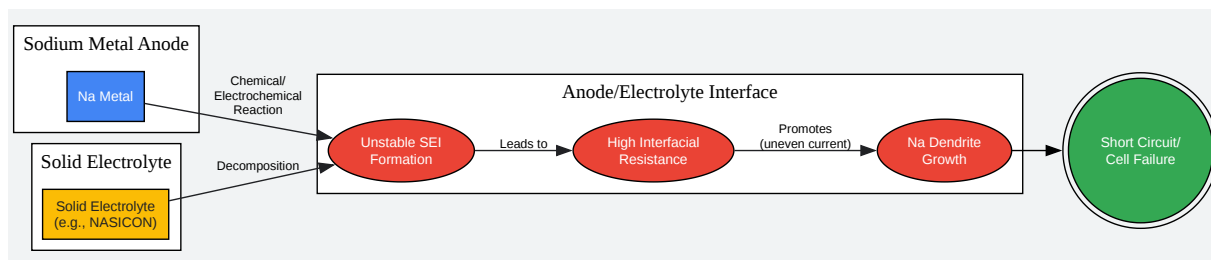 Sodium Metal Anode
Na Metal
Chemical/
Electrochemical
Reaction
Solid Electrolyte
Solid Electrolyte
(e.g., NASICON)
Decomposition
Anode/Electrolyte Interface
Unstable SEI
Formation
Leads to
High Interfacial
Resistance
Promotes
(uneven current)
Na Dendrite
Growth
Short Circuit/
Cell Failure